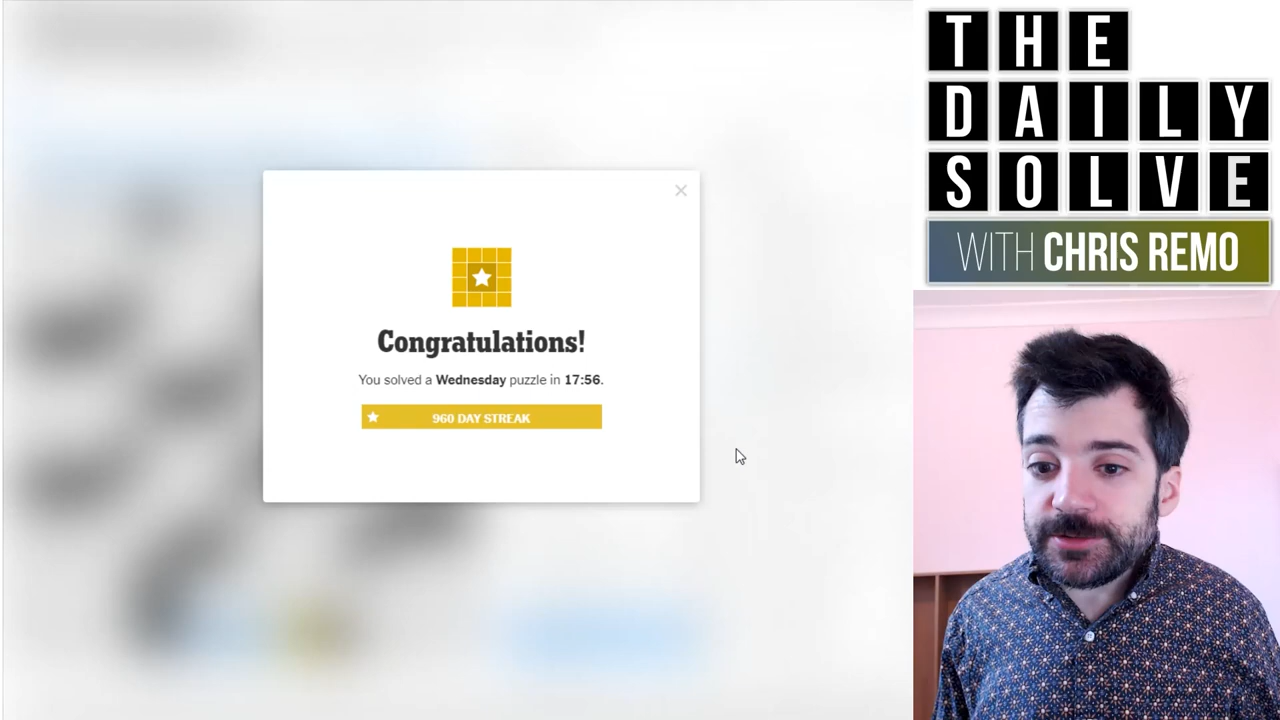 THE
DAILY
SOLVE
WITH CHRIS REMO
Congratulations!
You solved a Wednesday puzzle in 17:56.
960 DAY STREAK